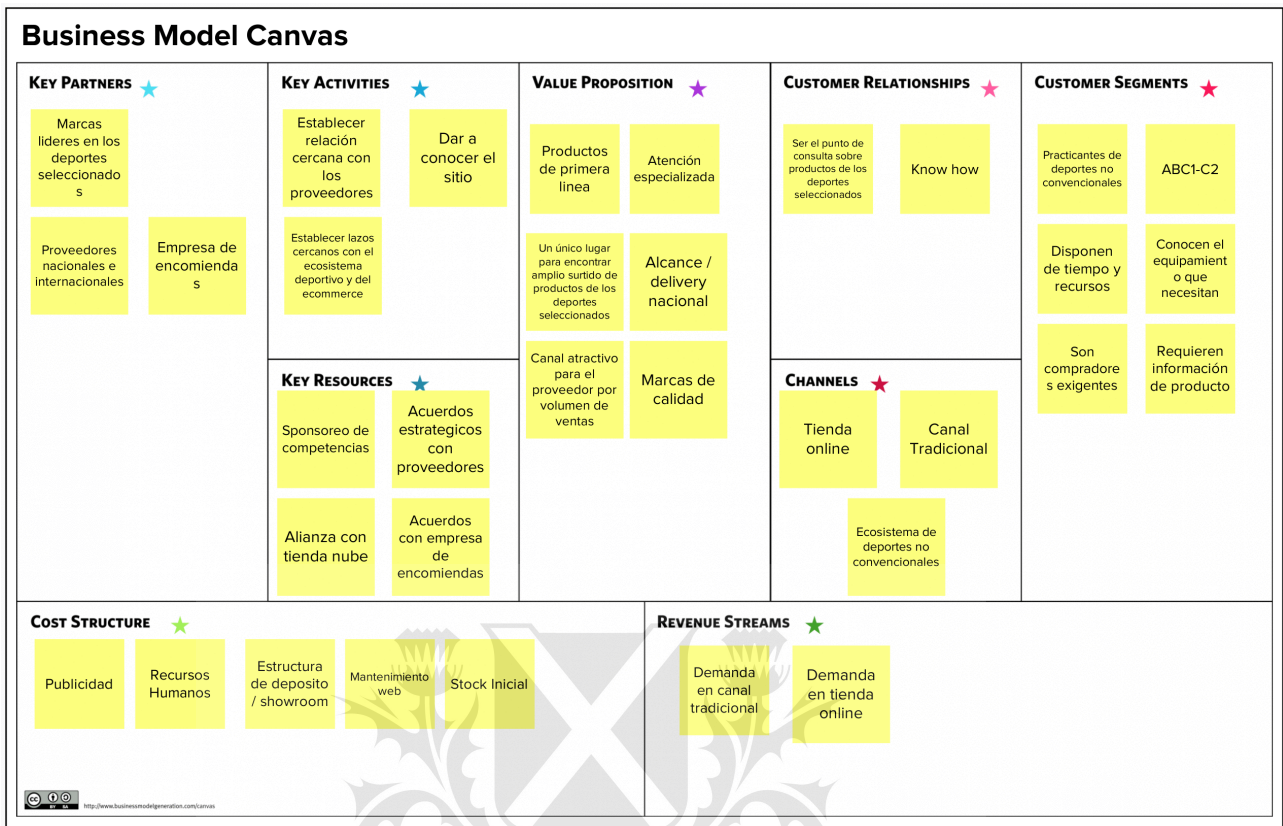 Business Model Canvas
KEY PARTNERS
Marcas
lideres en los
deportes
seleccionado
s
Proveedores
nacionales e
internacionales
Empresa de
encomienda
s
KEY ACTIVITIES
Establecer
relación
cercana con
los
proveedores
Dar a
conocer el
sitio
Establecer lazos
cercanos con el
ecosistema
deportivo y del
ecommerce
KEY RESOURCES
Sponsoreo de
competencias
Acuerdos
estrategicos
con
proveedores
Alianza con
tienda nube
Acuerdos
con empresa
de
encomiendas
VALUE PROPOSITION
Productos
de primera
linea
Atención
especializada
Un único lugar
para encontrar
amplio surtido de
productos de los
deportes
seleccionados
Alcance /
delivery
nacional
Canal atractivo
para el
proveedor por
volumen de
ventas
Marcas de
calidad
CUSTOMER RELATIONSHIPS
Ser el punto de
consulta sobre
productos de los
deportes
seleccionados
Know how
CHANNELS
Tienda
online
Canal
Tradicional
Ecosistema de
deportes no
convencionales
CUSTOMER SEGMENTS
Practicantes de
deportes no
convencionales
ABC1-C2
Disponen
de tiempo y
recursos
Conocen el
equipamient
o que
necesitan
Son
compradore
s exigentes
Requieren
información
de producto
COST STRUCTURE
Publicidad
Recursos
Humanos
Estructura
de deposito
/ showroom
Mantenimiento
web
Stock Inicial
REVENUE STREAMS
Demanda
en canal
tradicional
Demanda
en tienda
online
cc BY SA
http://www.businessmodelgeneration.com/canvas